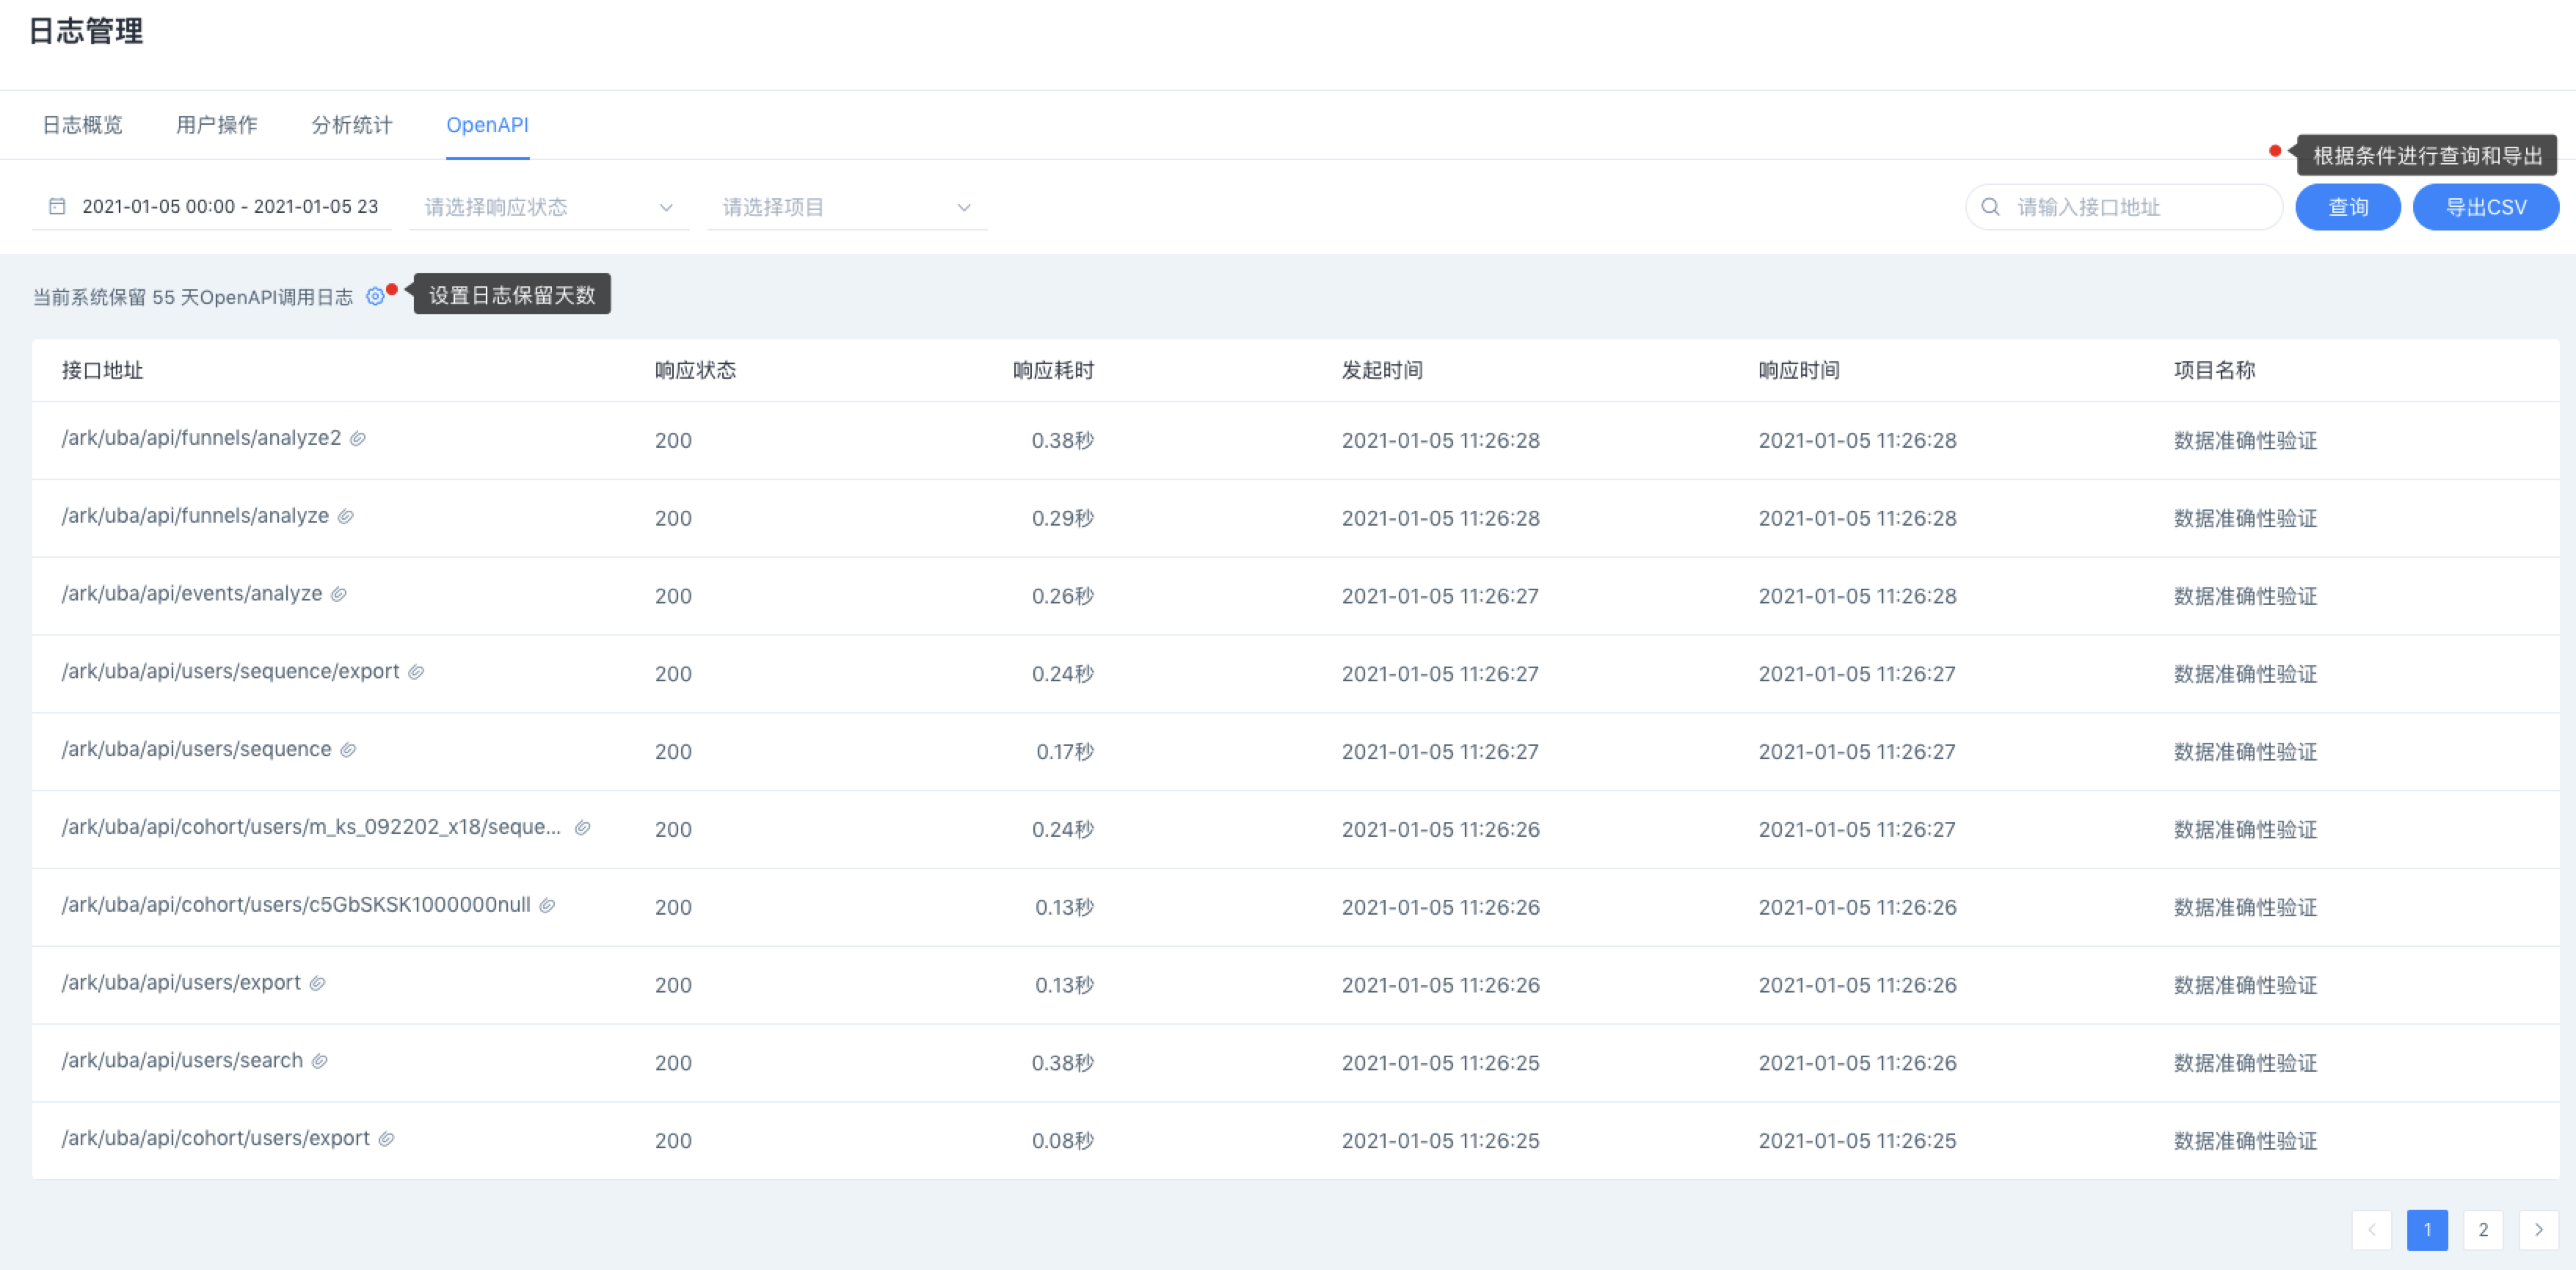 日志管理
日志概览 用户操作 分析统计 OpenAPI
根据条件进行查询和导出
2021-01-05 00:00 - 2021-01-05 23 请选择响应状态 请选择项目 请输入接口地址 查询 导出CSV
当前系统保留 55 天OpenAPI调用日志 设置日志保留天数
接口地址 响应状态 响应耗时 发起时间 响应时间 项目名称
/ark/uba/api/funnels/analyze2 200 0.38秒 2021-01-05 11:26:28 2021-01-05 11:26:28 数据准确性验证
/ark/uba/api/funnels/analyze 200 0.29秒 2021-01-05 11:26:28 2021-01-05 11:26:28 数据准确性验证
/ark/uba/api/events/analyze 200 0.26秒 2021-01-05 11:26:27 2021-01-05 11:26:28 数据准确性验证
/ark/uba/api/users/sequence/export 200 0.24秒 2021-01-05 11:26:27 2021-01-05 11:26:27 数据准确性验证
/ark/uba/api/users/sequence 200 0.17秒 2021-01-05 11:26:27 2021-01-05 11:26:27 数据准确性验证
/ark/uba/api/cohort/users/m_ks_092202_x18/seque... 200 0.24秒 2021-01-05 11:26:26 2021-01-05 11:26:27 数据准确性验证
/ark/uba/api/cohort/users/c5GbSKSK1000000null 200 0.13秒 2021-01-05 11:26:26 2021-01-05 11:26:26 数据准确性验证
/ark/uba/api/users/export 200 0.13秒 2021-01-05 11:26:26 2021-01-05 11:26:26 数据准确性验证
/ark/uba/api/users/search 200 0.38秒 2021-01-05 11:26:25 2021-01-05 11:26:26 数据准确性验证
/ark/uba/api/cohort/users/export 200 0.08秒 2021-01-05 11:26:25 2021-01-05 11:26:25 数据准确性验证
1 2